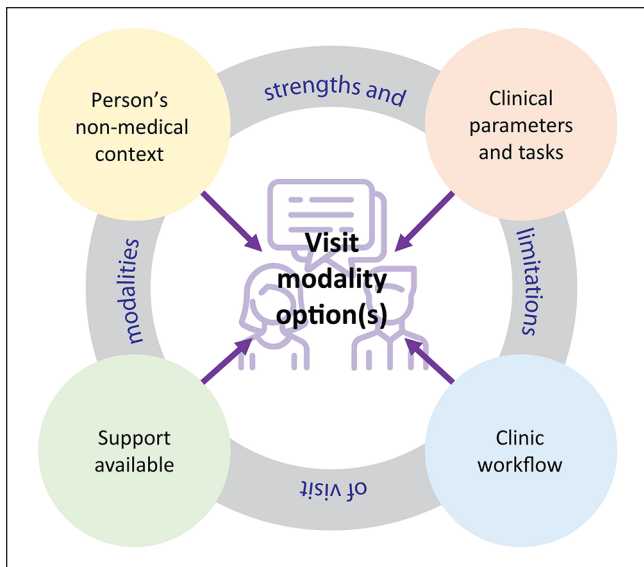 Person's
non-medical
context
strengths and
Clinical
parameters
and tasks
limitations
of visit
modalities
Visit
modality
option(s)
Support
available
Clinic
workflow